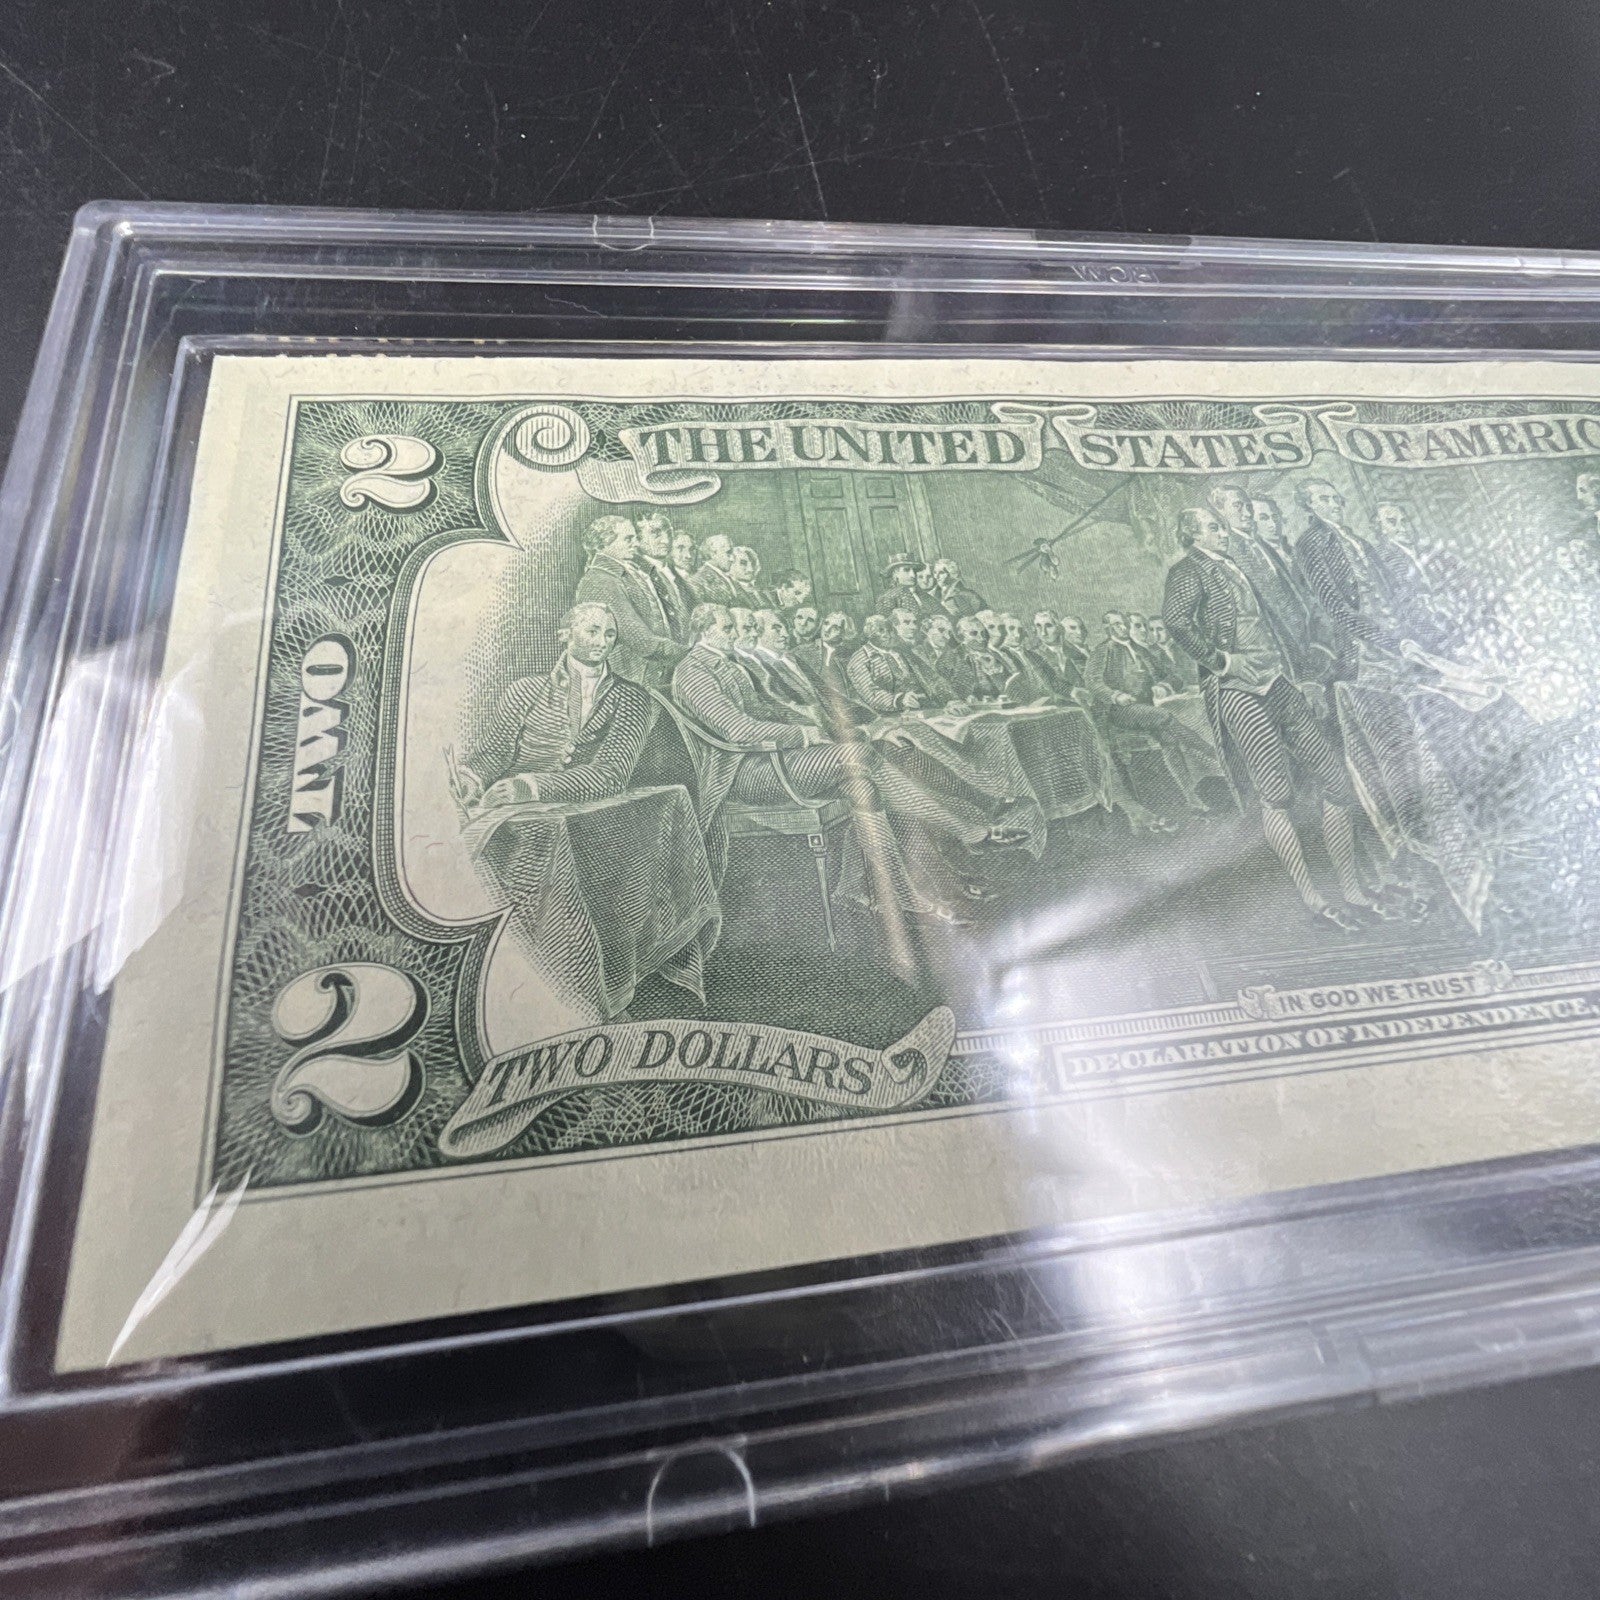 2
THE UNITED STATES OF AMERIC
TWO
2
TWO DOLLARS
IN GOD WE TRUST
DECLARATION OF INDEPENDENCE,